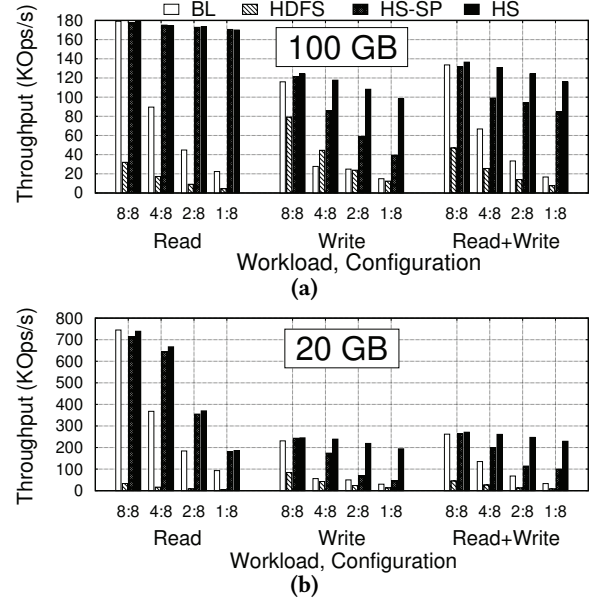 BL HDFS HS-SP HS
Throughput (KOps/s)
180
160
140
120
100
80
60
40
20
0
100 GB
8:8 4:8 2:8 1:8 8:8 4:8 2:8 1:8 8:8 4:8 2:8 1:8
Read Write Read+Write
Workload, Configuration
(a)
Throughput (KOps/s)
800
700
600
500
400
300
200
100
0
20 GB
8:8 4:8 2:8 1:8 8:8 4:8 2:8 1:8 8:8 4:8 2:8 1:8
Read Write Read+Write
Workload, Configuration
(b)